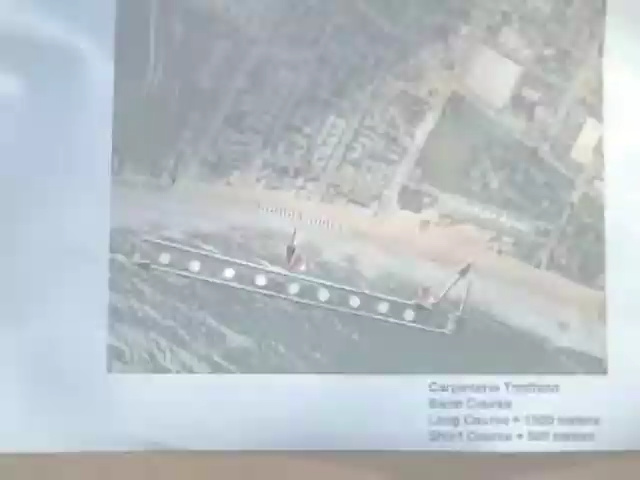 Carpinteria Triathlon
Swim Course
Long Course = 1500 meters
Short Course = 500 meters